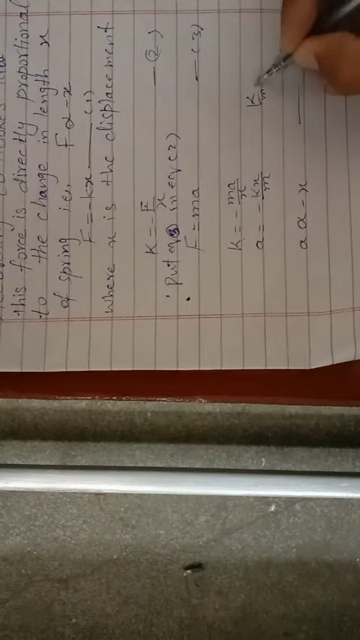 this force is directly proportional
to the change in length x
of spring i.e. F α - x
F = - kx — (1)
where x is the displacement
K = - F/x — (2)
Put eq in eq (2)
F = ma — (3)
K = - ma/x
a = - Kx/m K/m
a α - x